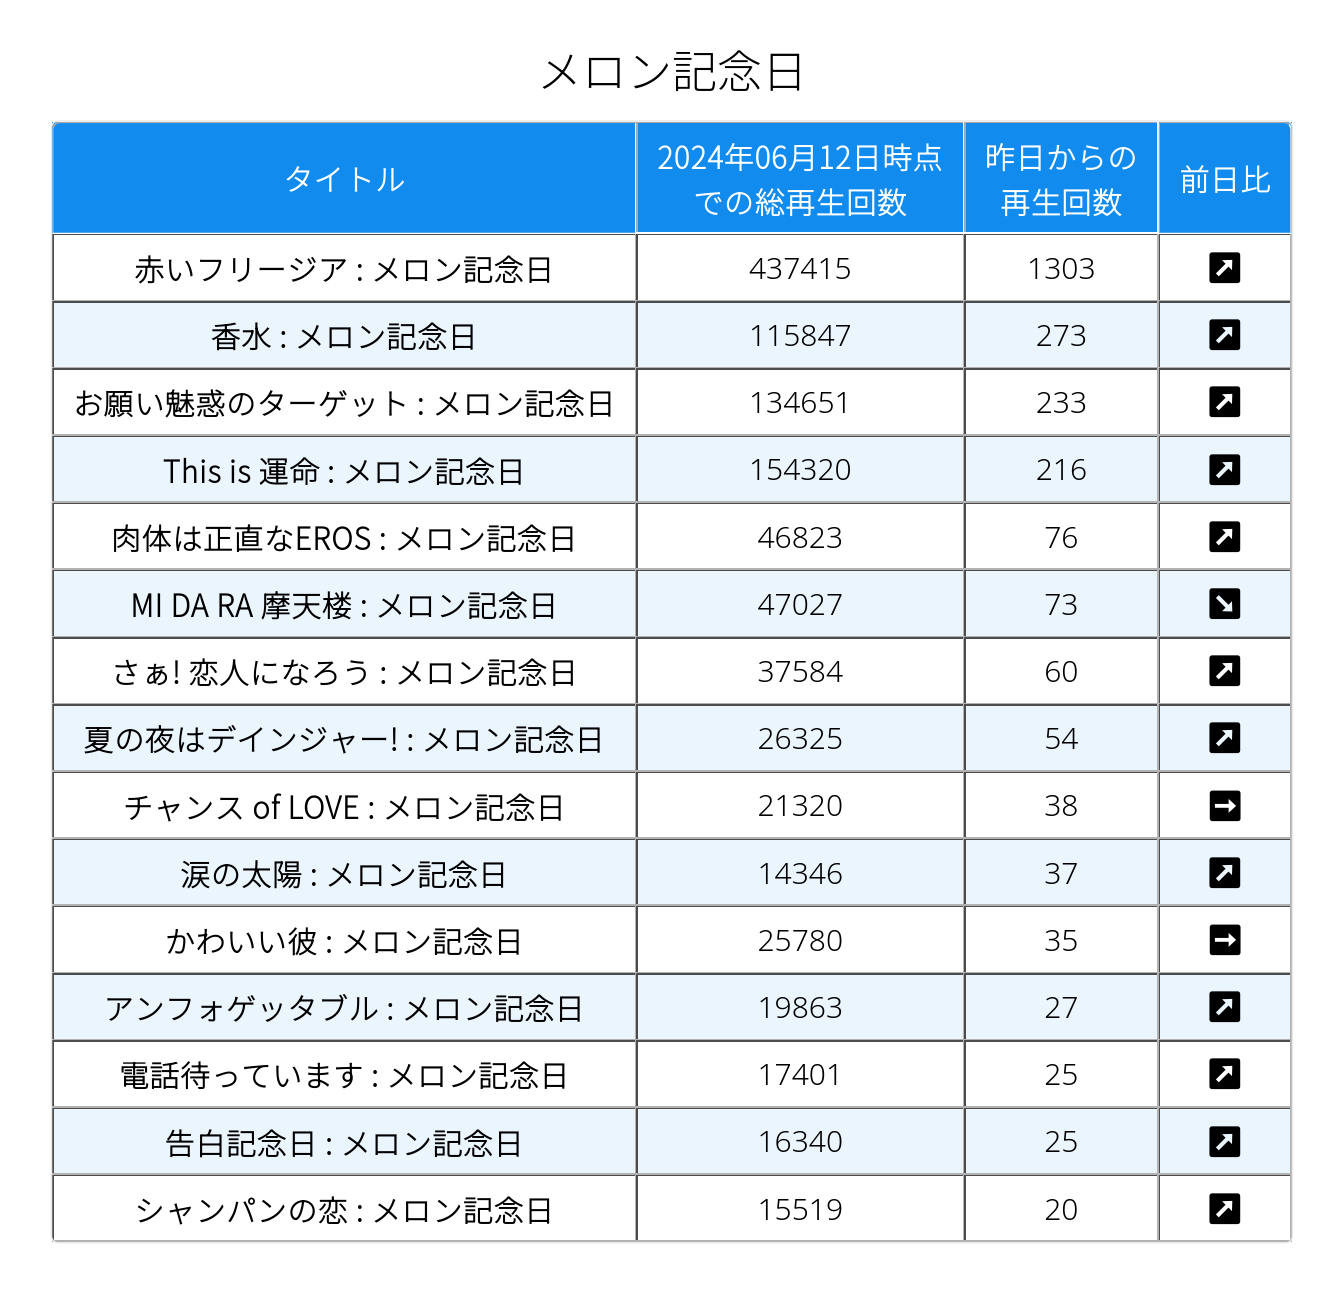 メロン記念日
タイトル 2024年06月12日時点での総再生回数 昨日からの再生回数 前日比
赤いフリージア : メロン記念日 437415 1303 ↗
香水 : メロン記念日 115847 273 ↗
お願い魅惑のターゲット : メロン記念日 134651 233 ↗
This is 運命 : メロン記念日 154320 216 ↗
肉体は正直なEROS : メロン記念日 46823 76 ↗
MI DA RA 摩天楼 : メロン記念日 47027 73 ↘
さぁ! 恋人になろう : メロン記念日 37584 60 ↗
夏の夜はデインジャー! : メロン記念日 26325 54 ↗
チャンス of LOVE : メロン記念日 21320 38 →
涙の太陽 : メロン記念日 14346 37 ↗
かわいい彼 : メロン記念日 25780 35 →
アンフォゲッタブル : メロン記念日 19863 27 ↗
電話待っています : メロン記念日 17401 25 ↗
告白記念日 : メロン記念日 16340 25 ↗
シャンパンの恋 : メロン記念日 15519 20 ↗